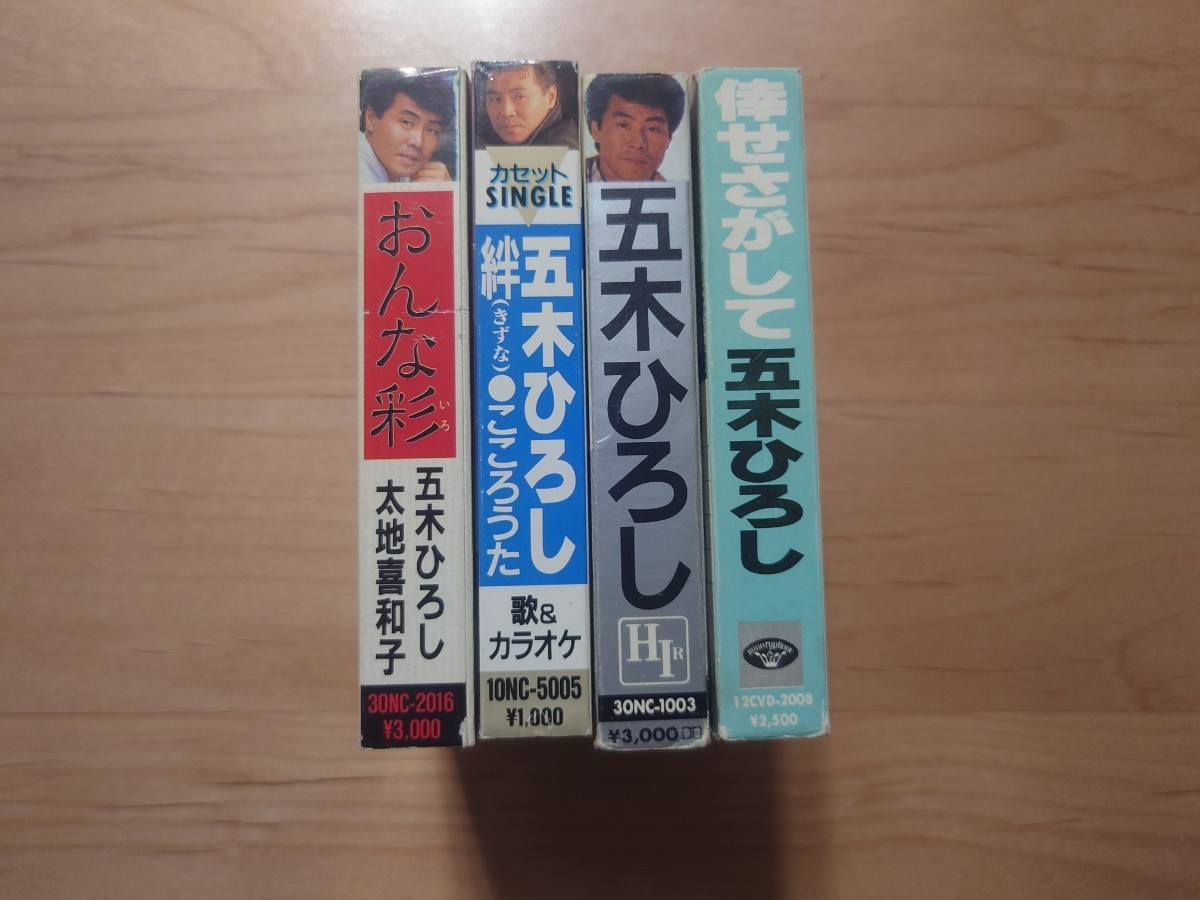 おんな彩
いろ
五木ひろし
太地喜和子
30NC-2016
¥3,000
カセット
SINGLE
五木ひろし
絆(きずな)●こころうた
歌&
カラオケ
10NC-5005
¥1,000
五木ひろし
HIR
30NC-1003
¥3,000
倖せさがして
五木ひろし
12CVD-2008
¥2,500